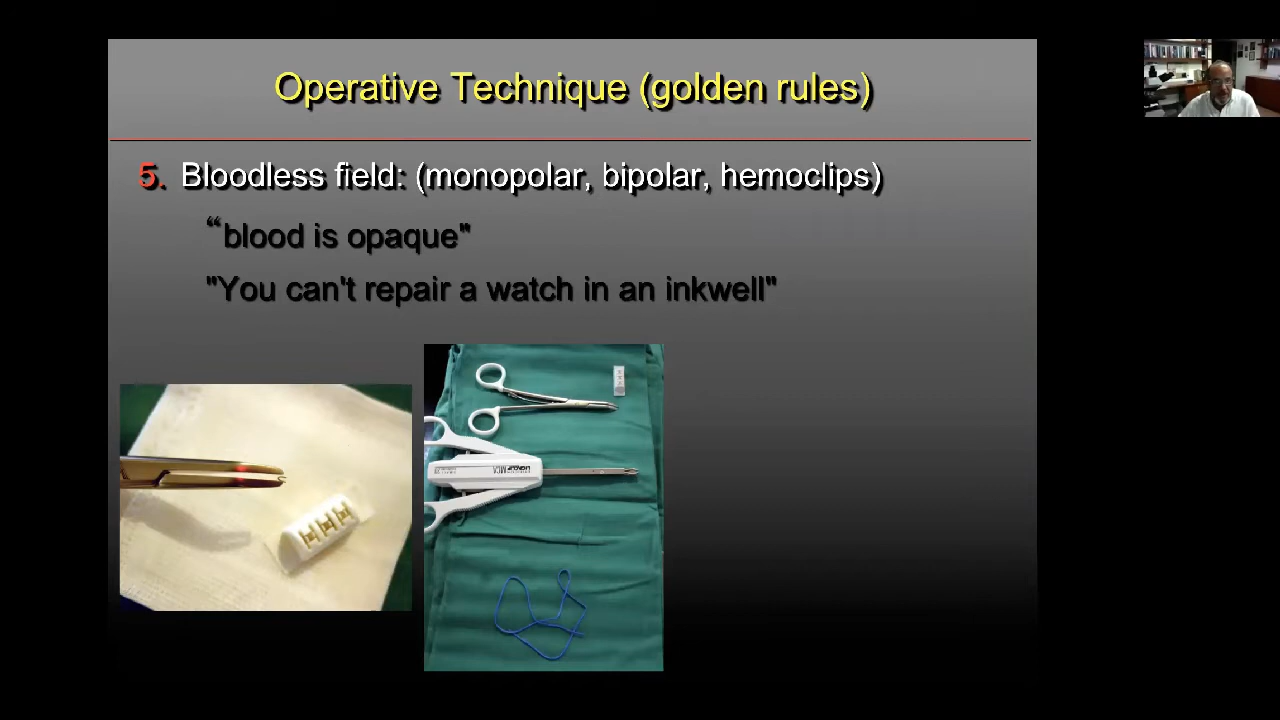 Operative Technique (golden rules)
5. Bloodless field: (monopolar, bipolar, hemoclips)
“blood is opaque"
"You can't repair a watch in an inkwell"
MCA